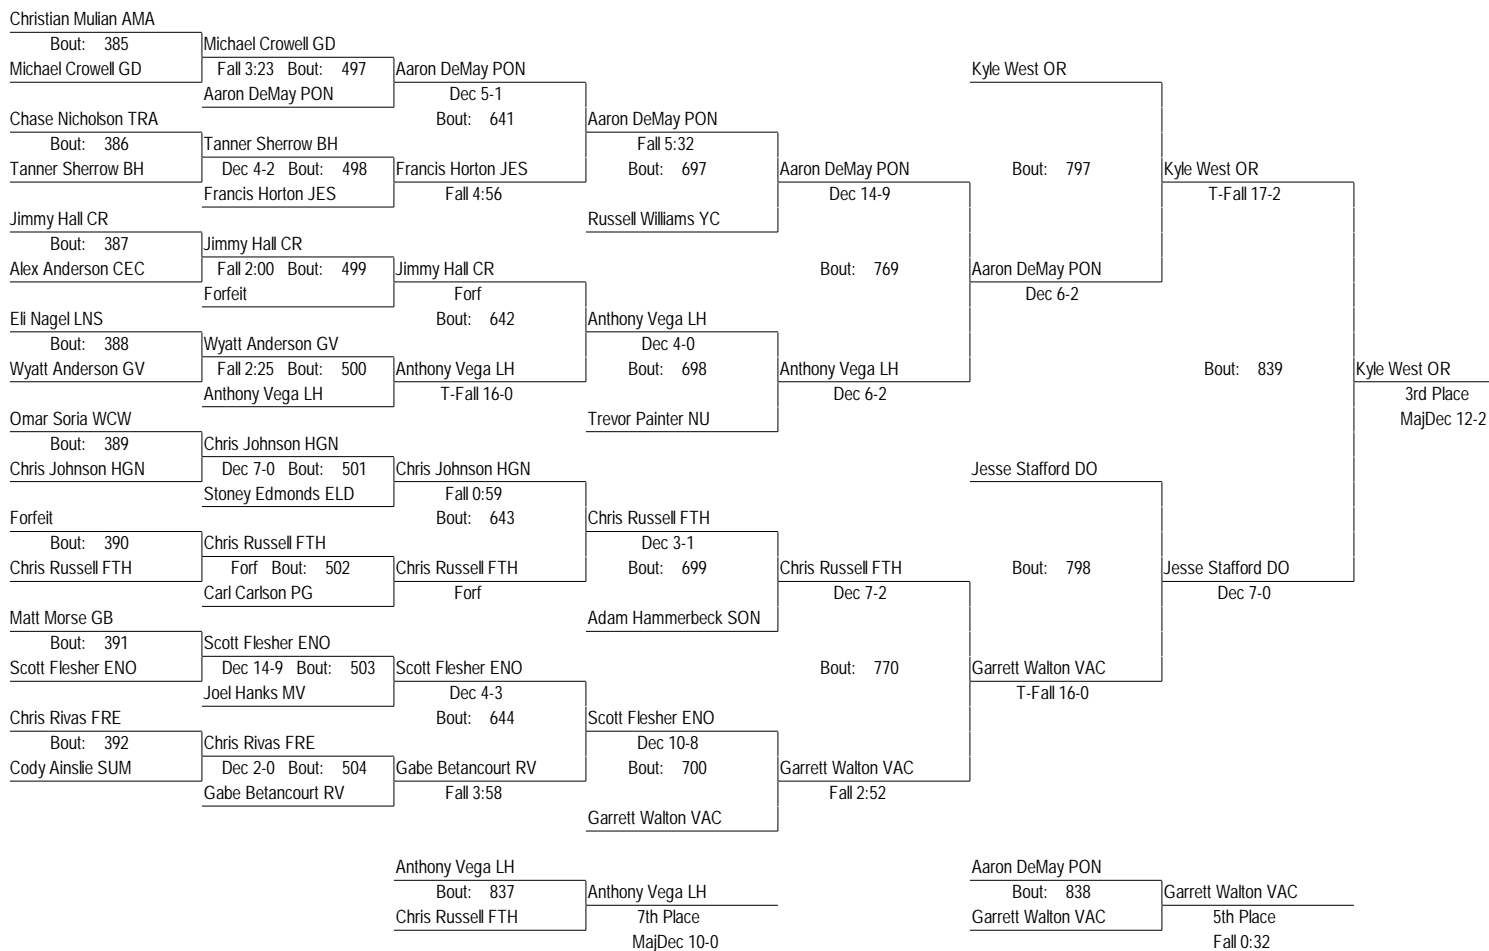 Christian Mulian AMA
Bout: 385
Michael Crowell GD
Michael Crowell GD
Fall 3:23 Bout: 497
Aaron DeMay PON
Aaron DeMay PON
Dec 5-1
Bout: 641
Chase Nicholson TRA
Bout: 386
Tanner Sherrow BH
Tanner Sherrow BH
Dec 4-2 Bout: 498
Francis Horton JES
Francis Horton JES
Fall 4:56
Aaron DeMay PON
Fall 5:32
Bout: 697
Russell Williams YC
Jimmy Hall CR
Bout: 387
Alex Anderson CEC
Jimmy Hall CR
Fall 2:00 Bout: 499
Forfeit
Jimmy Hall CR
Forf
Bout: 642
Eli Nagel LNS
Bout: 388
Wyatt Anderson GV
Wyatt Anderson GV
Fall 2:25 Bout: 500
Anthony Vega LH
Anthony Vega LH
T-Fall 16-0
Anthony Vega LH
Dec 4-0
Bout: 698
Trevor Painter NU
Aaron DeMay PON
Dec 14-9
Bout: 769
Anthony Vega LH
Dec 6-2
Omar Soria WCW
Bout: 389
Chris Johnson HGN
Chris Johnson HGN
Dec 7-0 Bout: 501
Stoney Edmonds ELD
Chris Johnson HGN
Fall 0:59
Bout: 643
Forfeit
Bout: 390
Chris Russell FTH
Chris Russell FTH
Forf Bout: 502
Carl Carlson PG
Chris Russell FTH
Forf
Chris Russell FTH
Dec 3-1
Bout: 699
Adam Hammerbeck SON
Matt Morse GB
Bout: 391
Scott Flesher ENO
Scott Flesher ENO
Dec 14-9 Bout: 503
Joel Hanks MV
Scott Flesher ENO
Dec 4-3
Bout: 644
Chris Rivas FRE
Bout: 392
Cody Ainslie SUM
Chris Rivas FRE
Dec 2-0 Bout: 504
Gabe Betancourt RV
Gabe Betancourt RV
Fall 3:58
Scott Flesher ENO
Dec 10-8
Bout: 700
Garrett Walton VAC
Chris Russell FTH
Dec 7-2
Bout: 770
Garrett Walton VAC
Fall 2:52
Kyle West OR
Bout: 797
Aaron DeMay PON
Dec 6-2
Kyle West OR
T-Fall 17-2
Jesse Stafford DO
Bout: 798
Garrett Walton VAC
T-Fall 16-0
Jesse Stafford DO
Dec 7-0
Bout: 839
Kyle West OR
3rd Place
MajDec 12-2
Anthony Vega LH
Bout: 837
Chris Russell FTH
Anthony Vega LH
7th Place
MajDec 10-0
Aaron DeMay PON
Bout: 838
Garrett Walton VAC
Garrett Walton VAC
5th Place
Fall 0:32